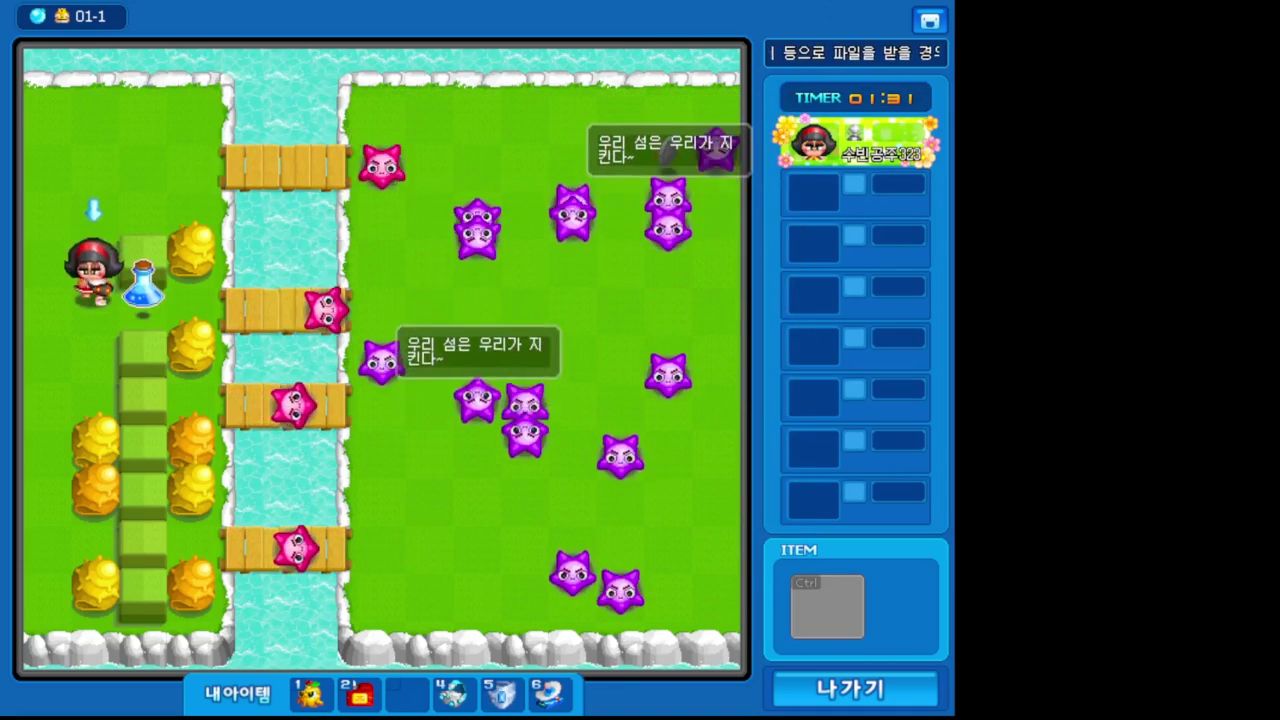 01-1
등으로 파일을 받을 경
TIMER 01:31
수빈공주323
우리 섬은 우리가 지
킨다~
우리 섬은 우리가 지
킨다~
ITEM
Ctrl
내아이템
1
2
4
5
6
나가기